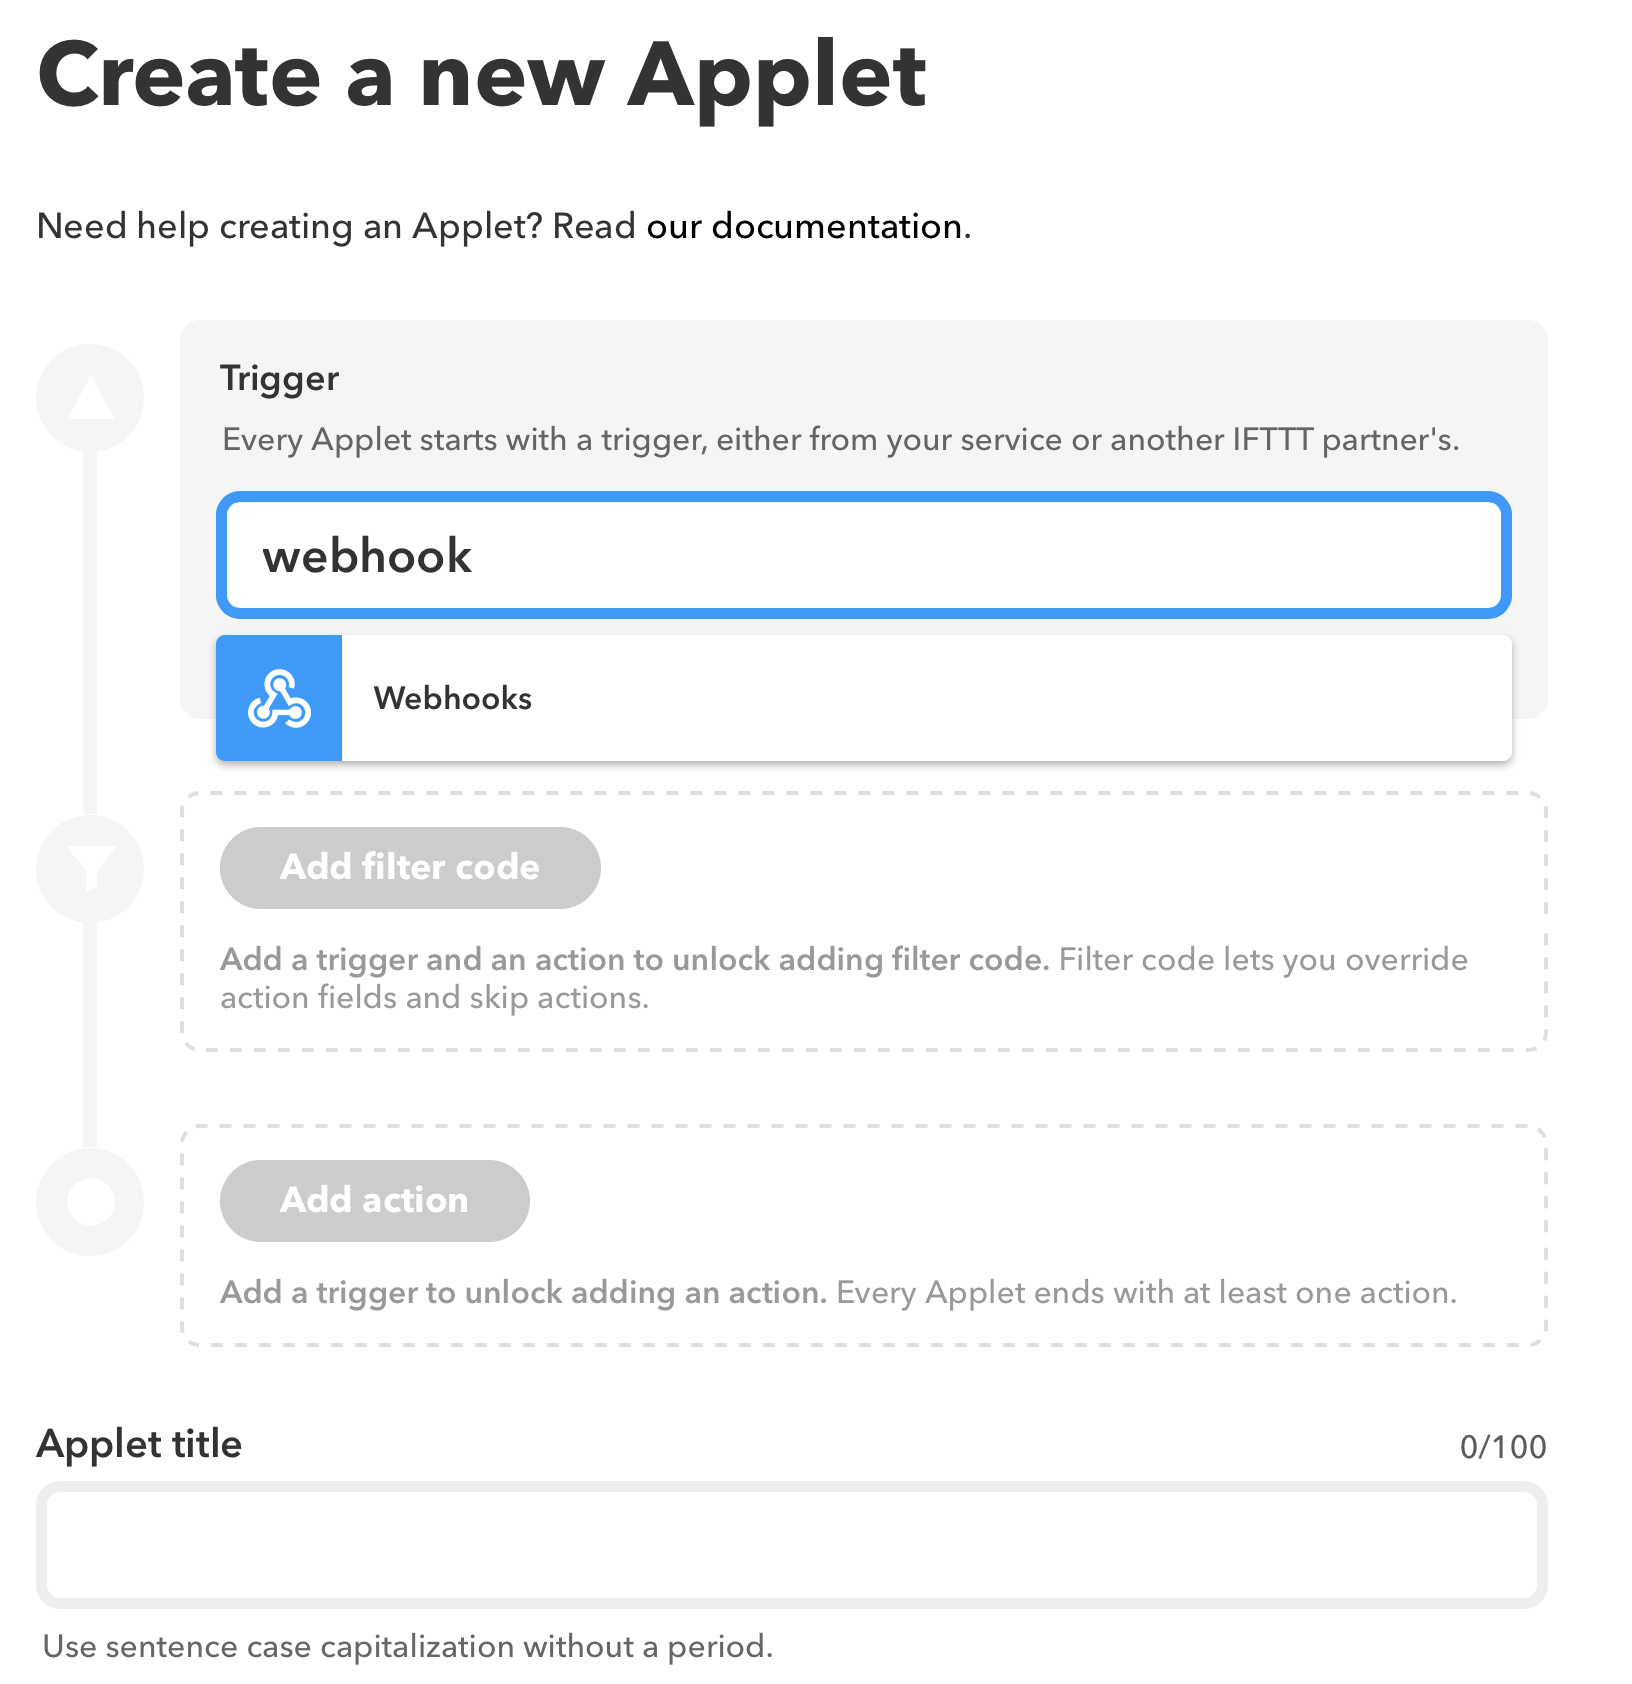 Create a new Applet
Need help creating an Applet? Read our documentation.
Trigger
Every Applet starts with a trigger, either from your service or another IFTTT partner's.
webhook
Webhooks
Add filter code
Add a trigger and an action to unlock adding filter code. Filter code lets you override
action fields and skip actions.
Add action
Add a trigger to unlock adding an action. Every Applet ends with at least one action.
Applet title
0/100
Use sentence case capitalization without a period.